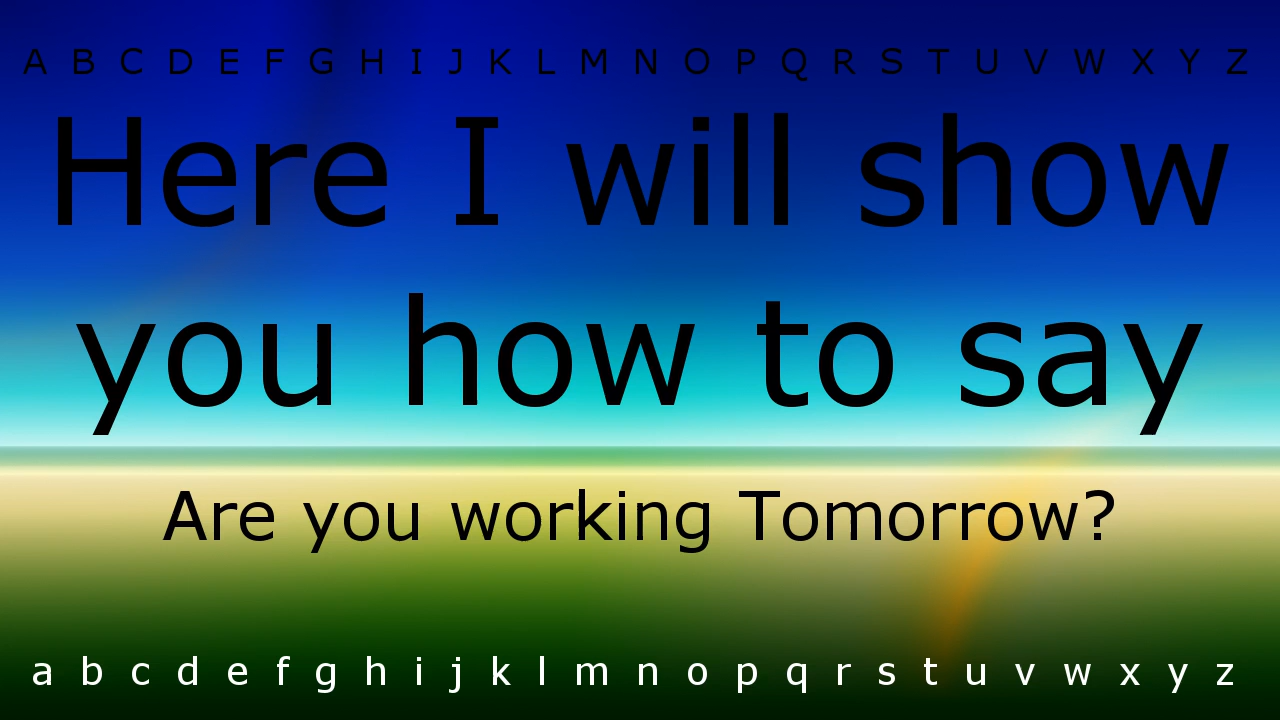 A B C D E F G H I J K L M N O P Q R S T U V W X Y Z
Here I will show
you how to say
Are you working Tomorrow?
a b c d e f g h i j k l m n o p q r s t u v w x y z